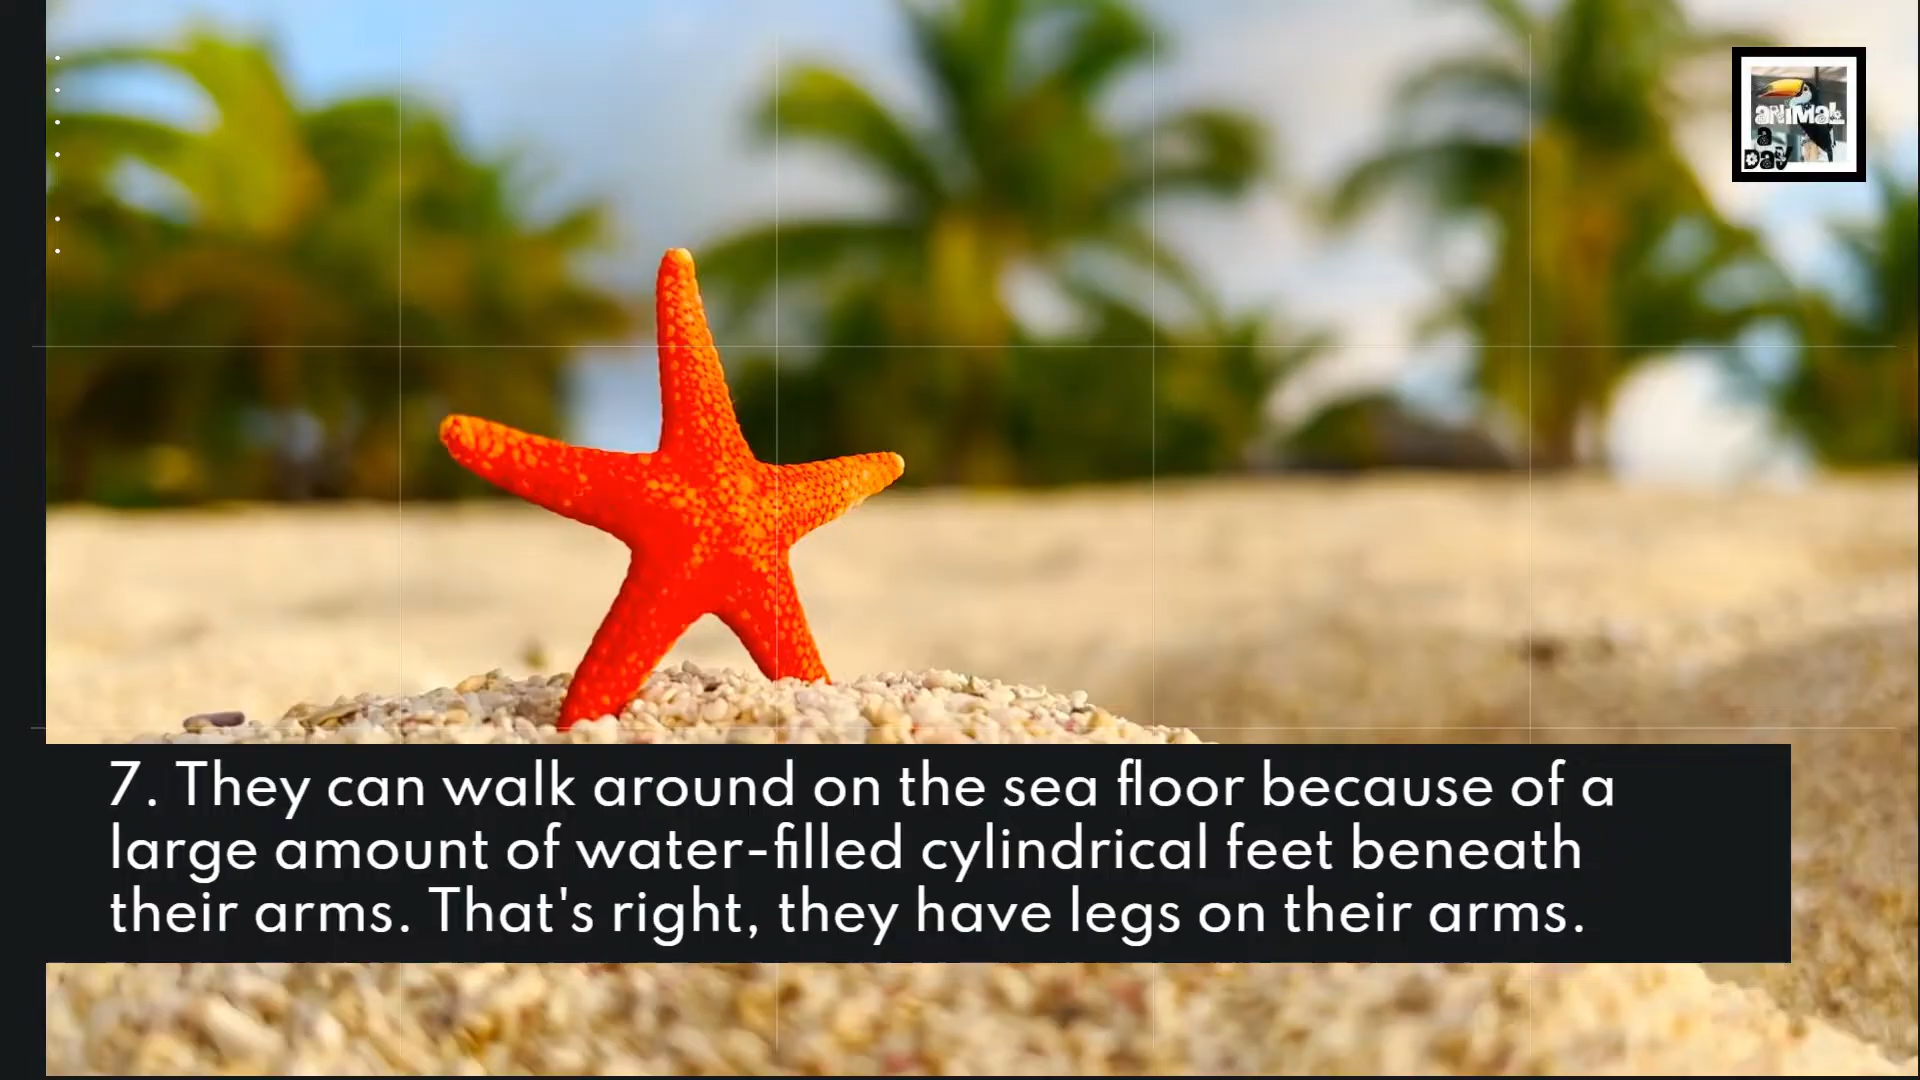 aNiMaL
a
Day
7. They can walk around on the sea floor because of a
large amount of water-filled cylindrical feet beneath
their arms. That's right, they have legs on their arms.